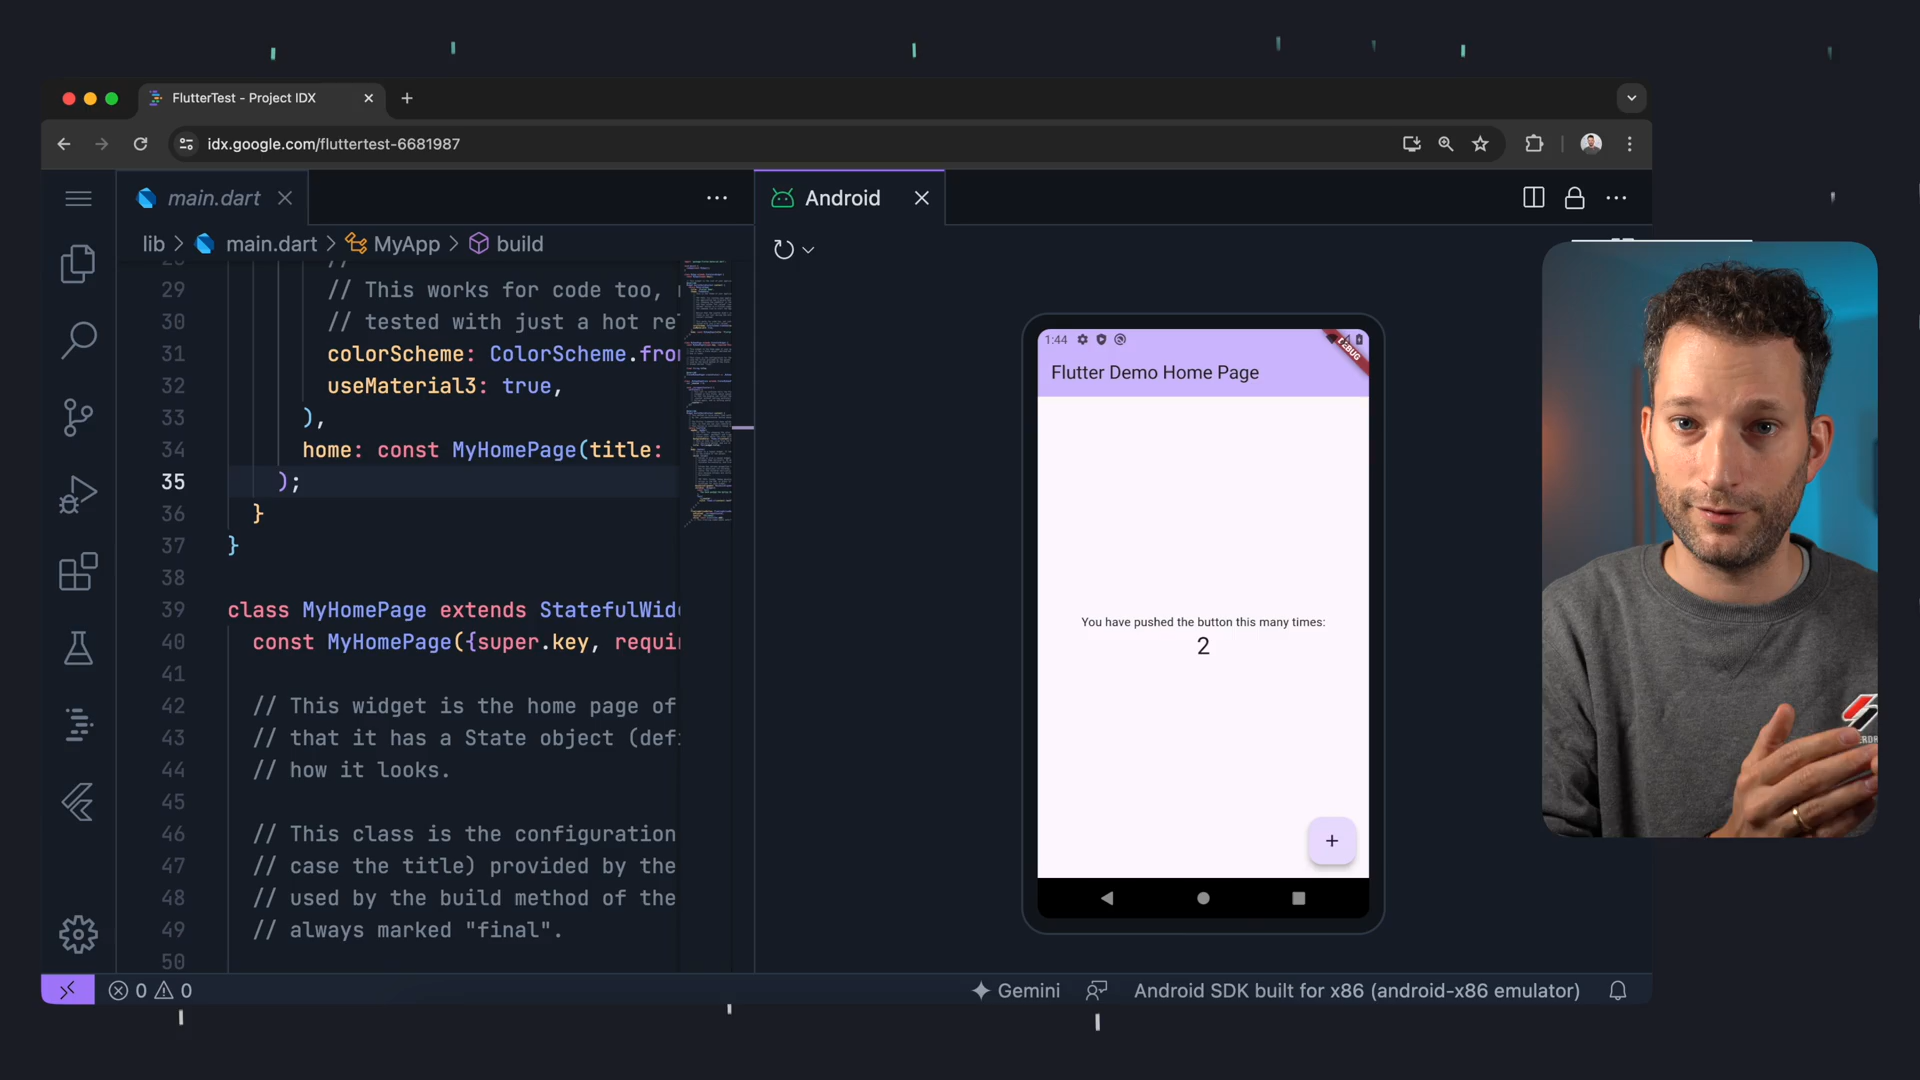 FlutterTest - Project IDX
idx.google.com/fluttertest-6681987
main.dart
Android
lib > main.dart > MyApp > build
//
29 // This works for code too,
30 // tested with just a hot re
31 colorScheme: ColorScheme.fro
32 useMaterial3: true,
33 ),
34 home: const MyHomePage(title:
35 );
36 }
37 }
38
39 class MyHomePage extends StatefulWid
40 const MyHomePage({super.key, requi
41
42 // This widget is the home page of
43 // that it has a State object (def
44 // how it looks.
45
46 // This class is the configuration
47 // case the title) provided by the
48 // used by the build method of the
49 // always marked "final".
50
1:44
DEBUG
Flutter Demo Home Page
You have pushed the button this many times:
2
+
0 0
Gemini
Android SDK built for x86 (android-x86 emulator)